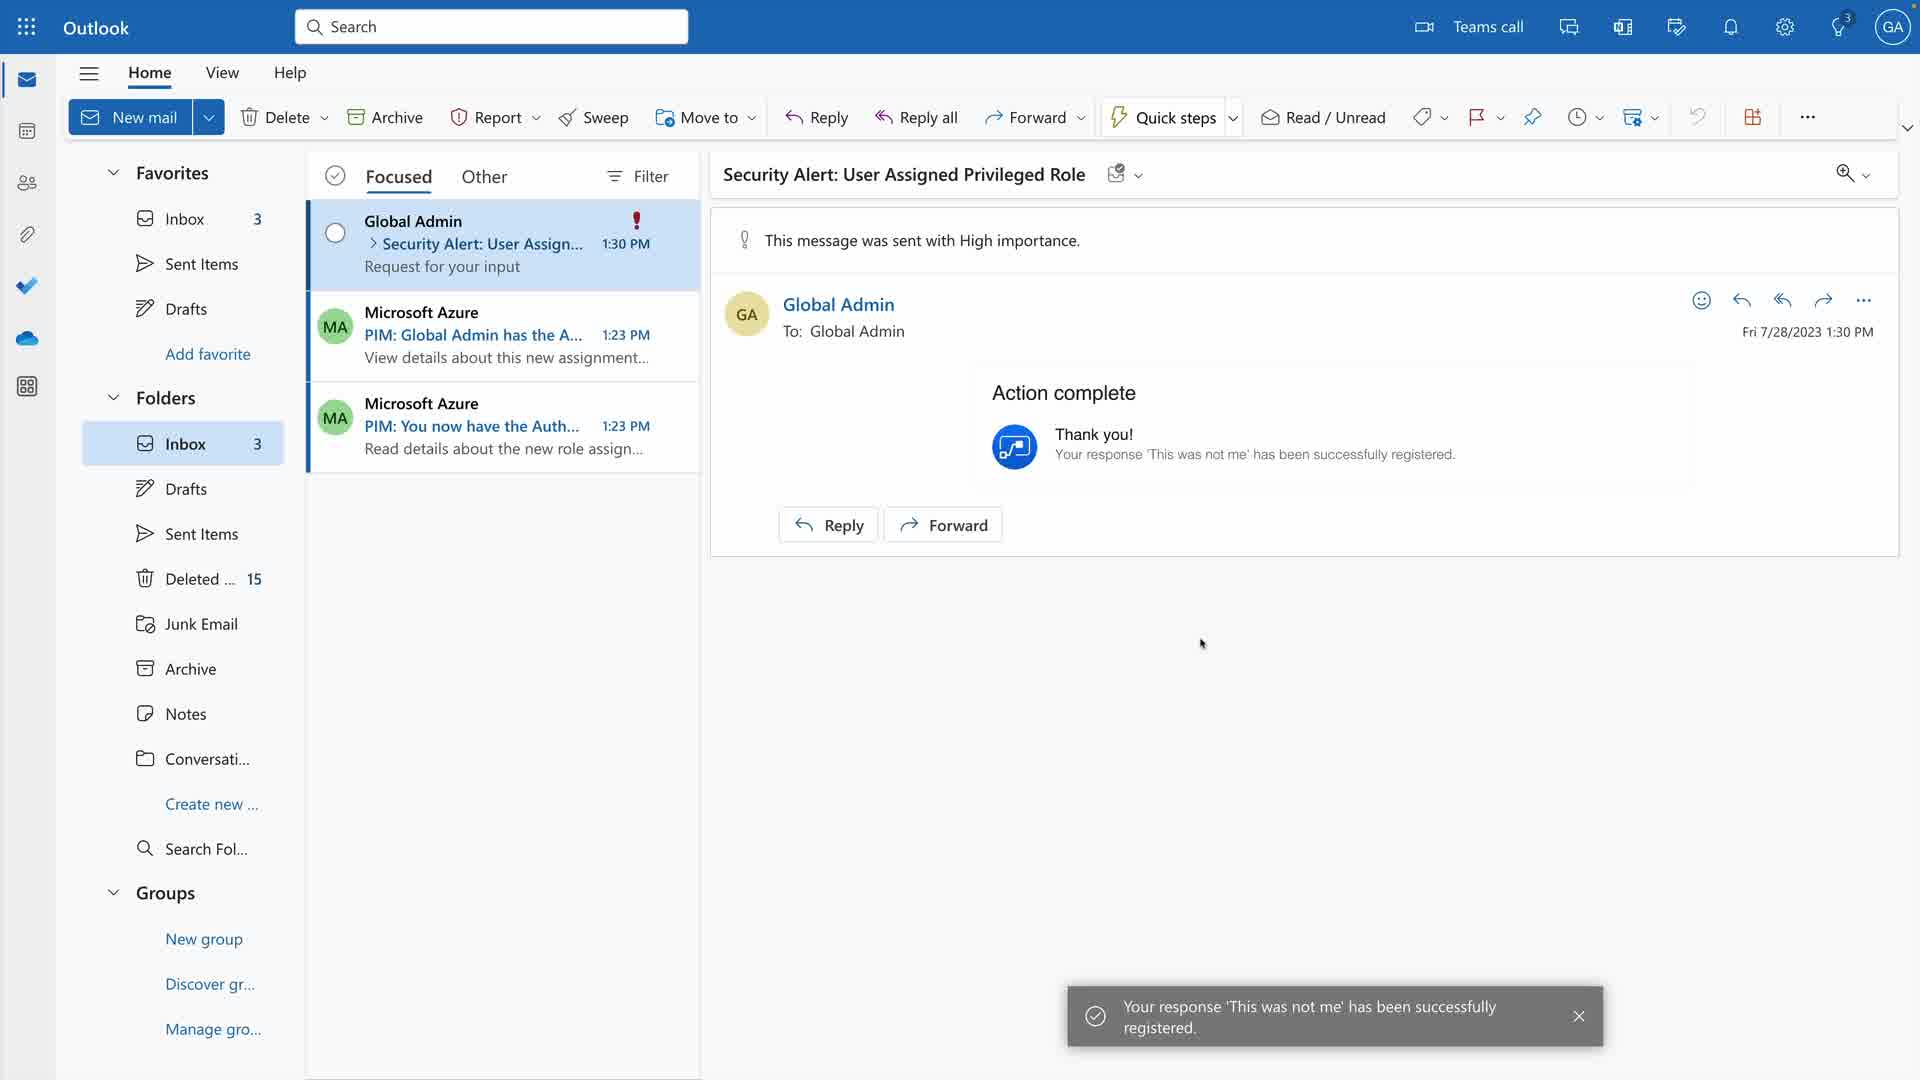 Outlook
Search
Teams call
3
GA
Home
View
Help
New mail
Delete
Archive
Report
Sweep
Move to
Reply
Reply all
Forward
Quick steps
Read / Unread
Favorites
Inbox 3
Sent Items
Drafts
Add favorite
Folders
Inbox 3
Drafts
Sent Items
Deleted ... 15
Junk Email
Archive
Notes
Conversati...
Create new ...
Search Fol...
Groups
New group
Discover gr...
Manage gro...
Focused
Other
Filter
Global Admin
Security Alert: User Assign... 1:30 PM
Request for your input
MA
Microsoft Azure
PIM: Global Admin has the A... 1:23 PM
View details about this new assignment...
MA
Microsoft Azure
PIM: You now have the Auth... 1:23 PM
Read details about the new role assign...
Security Alert: User Assigned Privileged Role
This message was sent with High importance.
GA
Global Admin
To: Global Admin
Fri 7/28/2023 1:30 PM
Action complete
Thank you!
Your response 'This was not me' has been successfully registered.
Reply
Forward
Your response 'This was not me' has been successfully
registered.